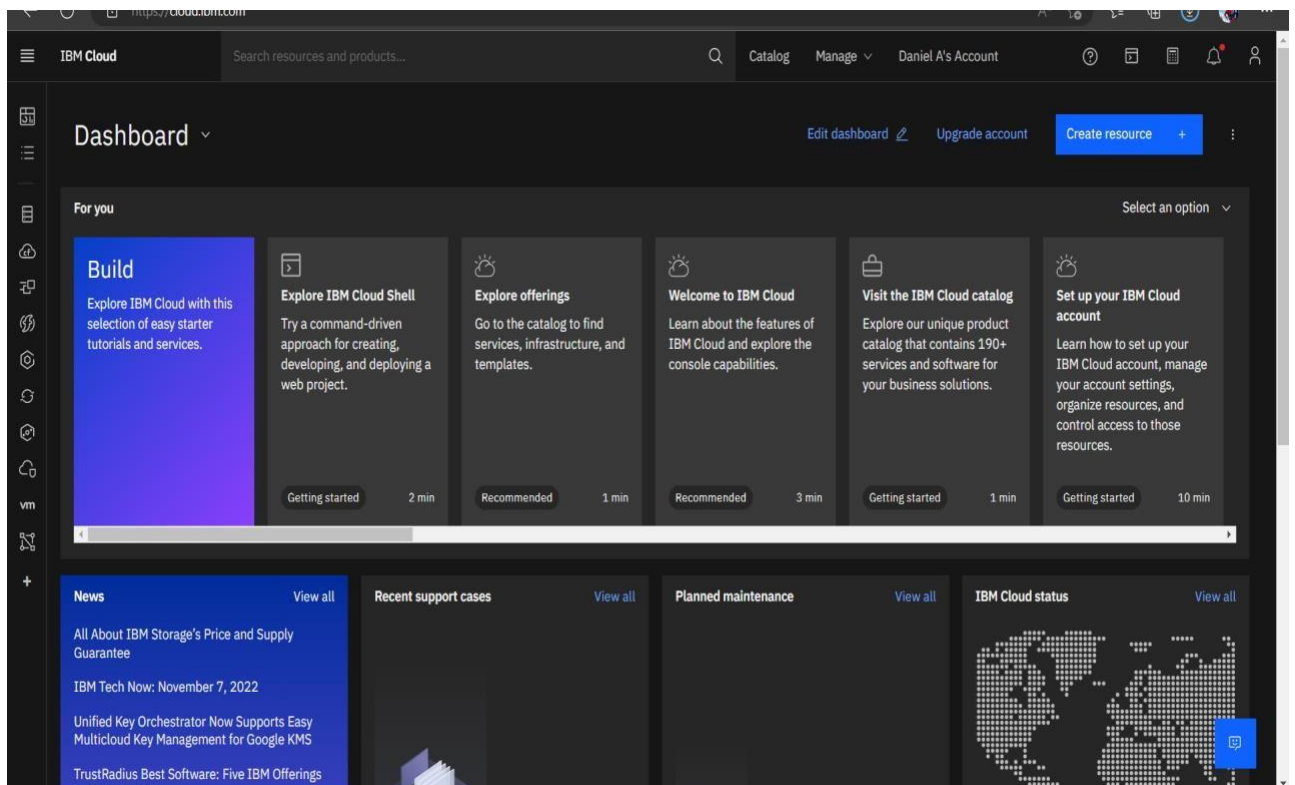 https://cloud.ibm.com
IBM Cloud
Search resources and products...
Catalog
Manage
Daniel A's Account
Dashboard
Edit dashboard
Upgrade account
Create resource +
For you
Select an option
Build
Explore IBM Cloud with this
selection of easy starter
tutorials and services.
Explore IBM Cloud Shell
Try a command-driven
approach for creating,
developing, and deploying a
web project.
Getting started 2 min
Explore offerings
Go to the catalog to find
services, infrastructure, and
templates.
Recommended 1 min
Welcome to IBM Cloud
Learn about the features of
IBM Cloud and explore the
console capabilities.
Recommended 3 min
Visit the IBM Cloud catalog
Explore our unique product
catalog that contains 190+
services and software for
your business solutions.
Getting started 1 min
Set up your IBM Cloud
account
Learn how to set up your
IBM Cloud account, manage
your account settings,
organize resources, and
control access to those
resources.
Getting started 10 min
vm
News View all
All About IBM Storage's Price and Supply
Guarantee
IBM Tech Now: November 7, 2022
Unified Key Orchestrator Now Supports Easy
Multicloud Key Management for Google KMS
TrustRadius Best Software: Five IBM Offerings
Recent support cases View all
Planned maintenance View all
IBM Cloud status View all